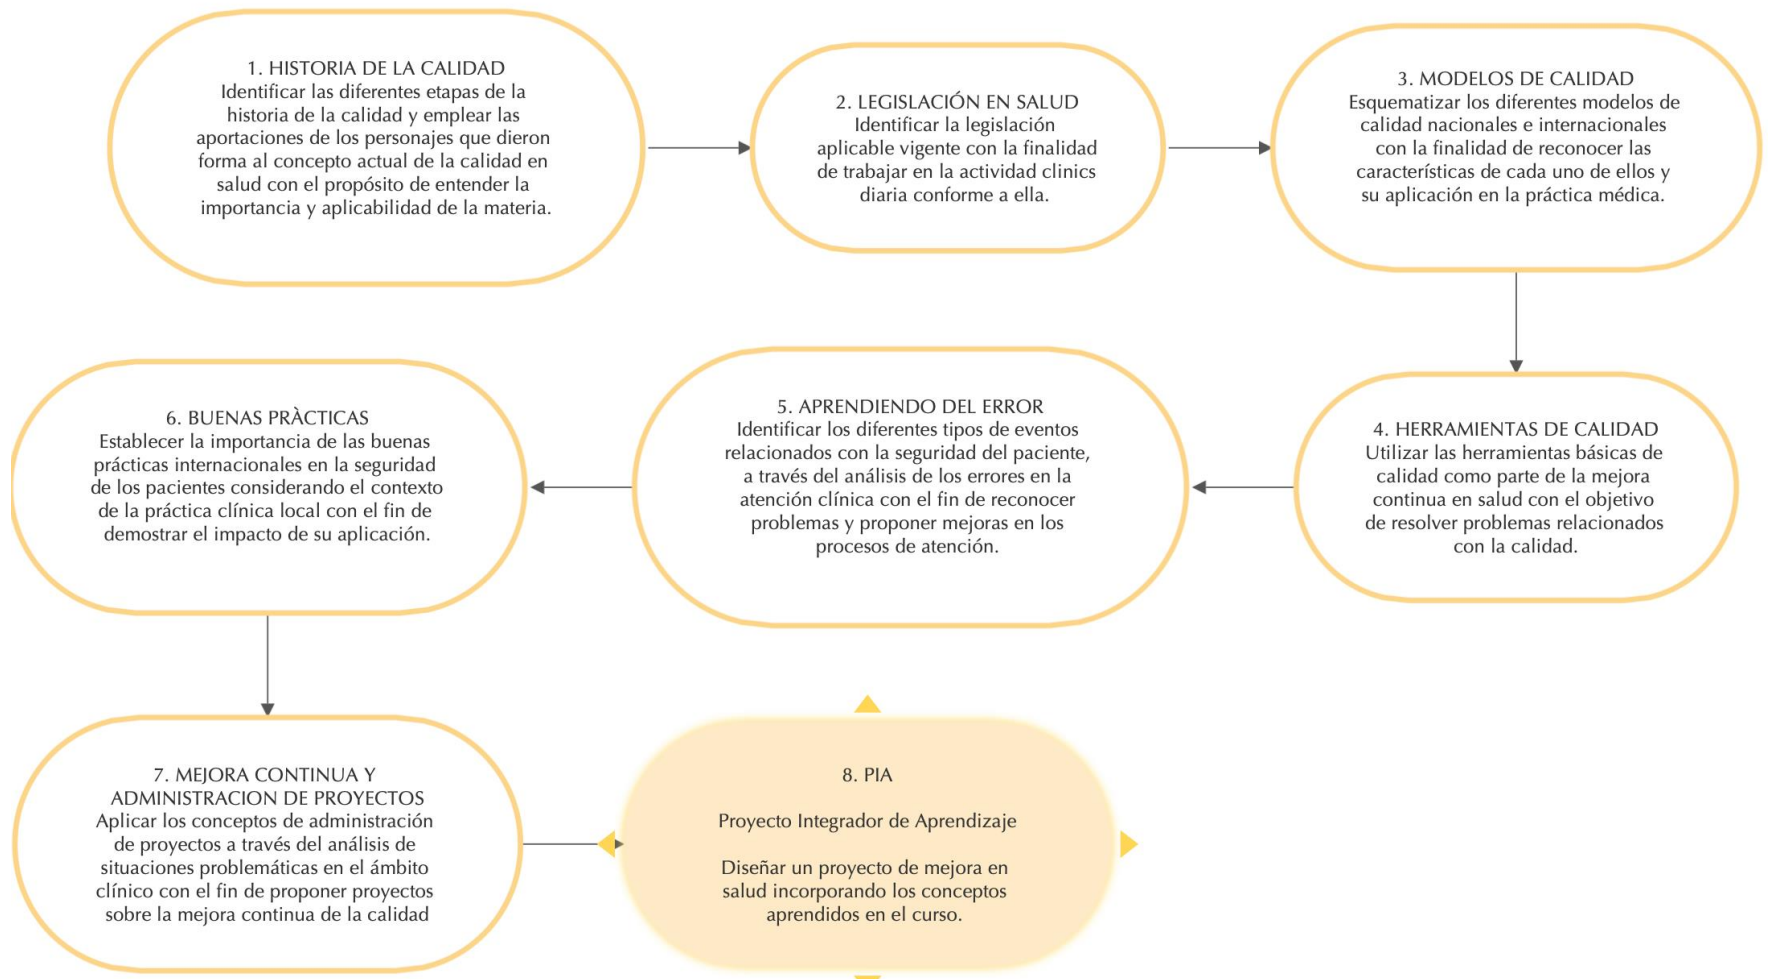 1. HISTORIA DE LA CALIDAD
Identificar las diferentes etapas de la
historia de la calidad y emplear las
aportaciones de los personajes que dieron
forma al concepto actual de la calidad en
salud con el propósito de entender la
importancia y aplicabilidad de la materia.
2. LEGISLACIÓN EN SALUD
Identificar la legislación
aplicable vigente con la finalidad
de trabajar en la actividad clinics
diaria conforme a ella.
3. MODELOS DE CALIDAD
Esquematizar los diferentes modelos de
calidad nacionales e internacionales
con la finalidad de reconocer las
características de cada uno de ellos y
su aplicación en la práctica médica.
4. HERRAMIENTAS DE CALIDAD
Utilizar las herramientas básicas de
calidad como parte de la mejora
continua en salud con el objetivo
de resolver problemas relacionados
con la calidad.
5. APRENDIENDO DEL ERROR
Identificar los diferentes tipos de eventos
relacionados con la seguridad del paciente,
a través del análisis de los errores en la
atención clínica con el fin de reconocer
problemas y proponer mejoras en los
procesos de atención.
6. BUENAS PRÀCTICAS
Establecer la importancia de las buenas
prácticas internacionales en la seguridad
de los pacientes considerando el contexto
de la práctica clínica local con el fin de
demostrar el impacto de su aplicación.
7. MEJORA CONTINUA Y
ADMINISTRACION DE PROYECTOS
Aplicar los conceptos de administración
de proyectos a través del análisis de
situaciones problemáticas en el ámbito
clínico con el fin de proponer proyectos
sobre la mejora continua de la calidad
8. PIA
Proyecto Integrador de Aprendizaje
Diseñar un proyecto de mejora en
salud incorporando los conceptos
aprendidos en el curso.